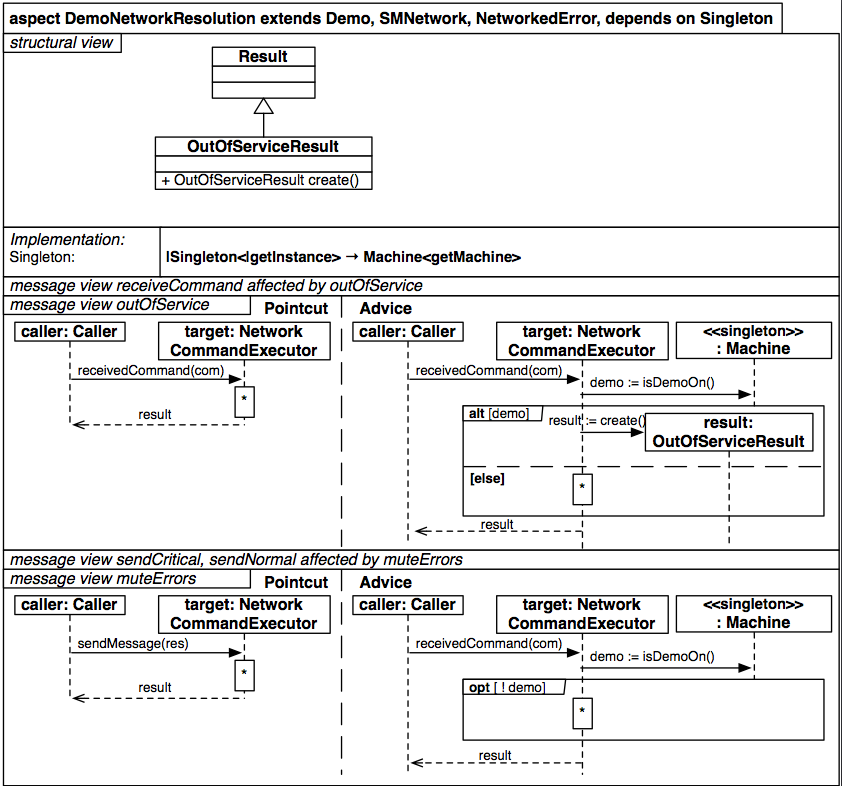 aspect DemoNetworkResolution extends Demo, SMNetwork, NetworkedError, depends on Singleton
structural view
Result
OutOfServiceResult
+ OutOfServiceResult create()
Implementation:
Singleton:
|Singleton<|getInstance> → Machine<getMachine>
message view receiveCommand affected by outOfService
message view outOfService
Pointcut
Advice
caller: Caller
target: Network
CommandExecutor
receivedCommand(com)
*
result
caller: Caller
target: Network
CommandExecutor
<<singleton>>
: Machine
receivedCommand(com)
demo := isDemoOn()
alt [demo]
result := create()
result:
OutOfServiceResult
[else]
*
result
message view sendCritical, sendNormal affected by muteErrors
message view muteErrors
Pointcut
Advice
caller: Caller
target: Network
CommandExecutor
sendMessage(res)
*
result
caller: Caller
target: Network
CommandExecutor
<<singleton>>
: Machine
receivedCommand(com)
demo := isDemoOn()
opt [ ! demo]
*
result